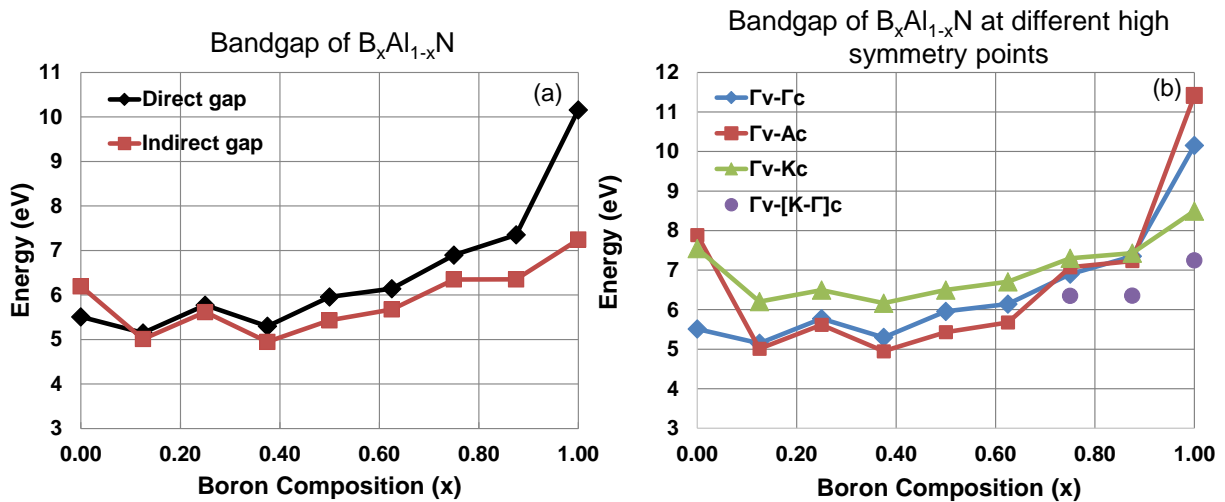 Bandgap of BₓAl₁₋ₓN
(a)
Direct gap
Indirect gap
11
10
9
8
7
6
5
4
3
Energy (eV)
0.00 0.20 0.40 0.60 0.80 1.00
Boron Composition (x)
Bandgap of BₓAl₁₋ₓN at different high
symmetry points
(b)
Γv-Γc
Γv-Ac
Γv-Kc
Γv-[K-Γ]c
12
11
10
9
8
7
6
5
4
3
Energy (eV)
0.00 0.20 0.40 0.60 0.80 1.00
Boron Composition (x)